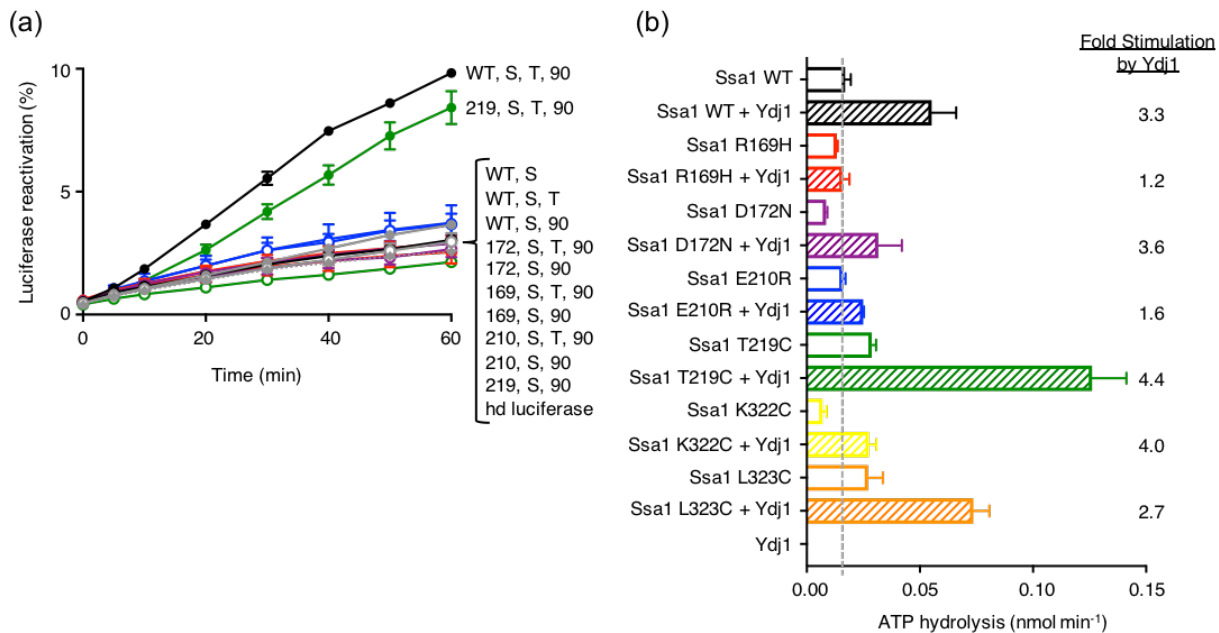 (a)
Luciferase reactivation (%)
10
5
0
0
20
40
60
Time (min)
WT, S, T, 90
219, S, T, 90
WT, S
WT, S, T
WT, S, 90
172, S, T, 90
172, S, 90
169, S, T, 90
169, S, 90
210, S, T, 90
210, S, 90
219, S, 90
hd luciferase
(b)
Fold Stimulation
by Ydj1
Ssa1 WT
Ssa1 WT + Ydj1 3.3
Ssa1 R169H
Ssa1 R169H + Ydj1 1.2
Ssa1 D172N
Ssa1 D172N + Ydj1 3.6
Ssa1 E210R
Ssa1 E210R + Ydj1 1.6
Ssa1 T219C
Ssa1 T219C + Ydj1 4.4
Ssa1 K322C
Ssa1 K322C + Ydj1 4.0
Ssa1 L323C
Ssa1 L323C + Ydj1 2.7
Ydj1
0.00 0.05 0.10 0.15
ATP hydrolysis (nmol min⁻¹)